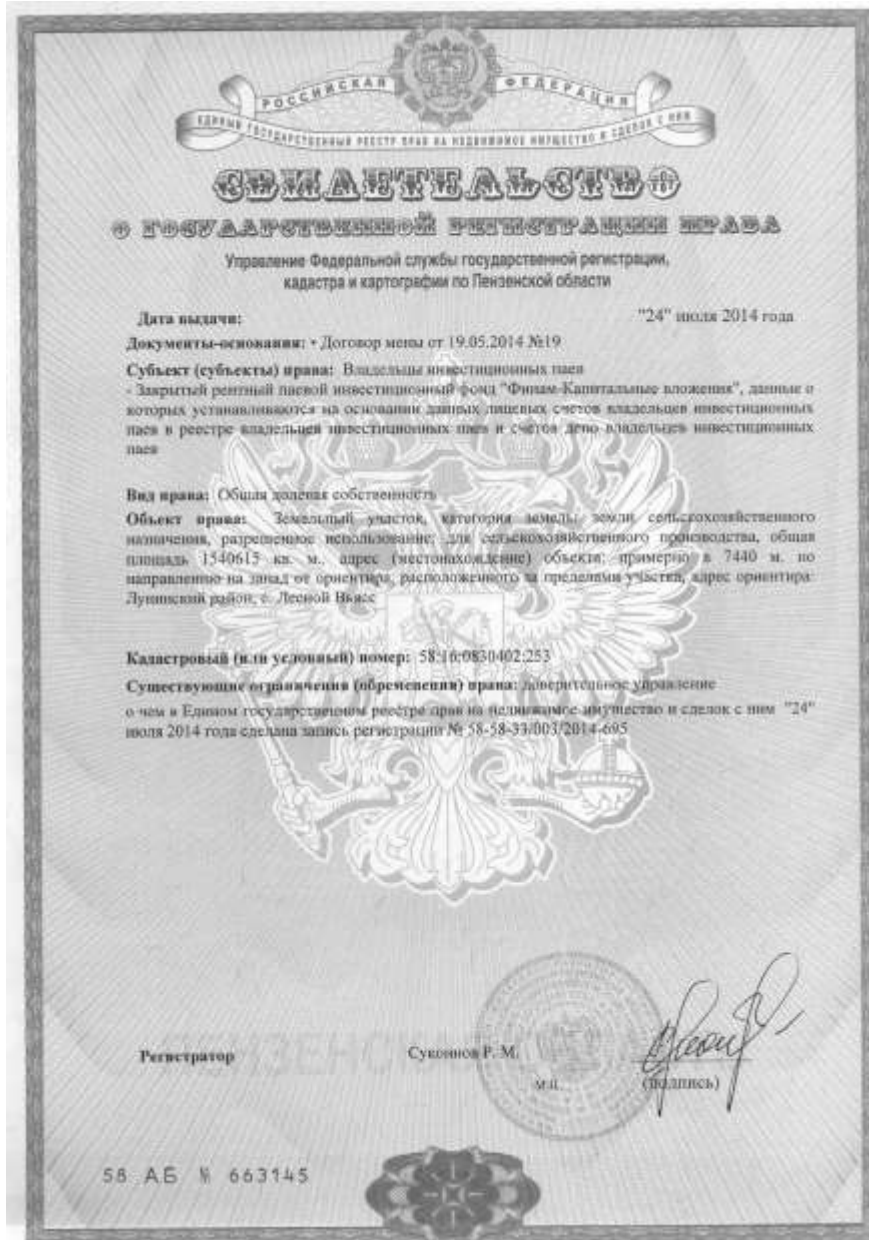 РОССИЙСКАЯ ФЕДЕРАЦИЯ
ЕДИНЫЙ ГОСУДАРСТВЕННЫЙ РЕЕСТР ПРАВ НА НЕДВИЖИМОЕ ИМУЩЕСТВО И СДЕЛОК С НИМ
СВИДЕТЕЛЬСТВО
О ГОСУДАРСТВЕННОЙ РЕГИСТРАЦИИ ПРАВА
Управление Федеральной службы государственной регистрации,
кадастра и картографии по Пензенской области
Дата выдачи: "24" июля 2014 года
Документы-основания: • Договор мены от 19.05.2014 №19
Субъект (субъекты) права: Владельцы инвестиционных паев
- Закрытый рентный паевой инвестиционный фонд "Финам-Капитальные вложения", данные о
которых устанавливаются на основании данных лицевых счетов владельцев инвестиционных
паев в реестре владельцев инвестиционных паев и счетов депо владельцев инвестиционных
паев
Вид права: Общая долевая собственность
Объект права: Земельный участок, категория земель: земли сельскохозяйственного
назначения, разрешенное использование: для сельскохозяйственного производства, общая
площадь 1540615 кв. м., адрес (местонахождение) объекта: примерно в 7440 м. по
направлению на запад от ориентира, расположенного за пределами участка, адрес ориентира:
Лунинский район, с. Лесной Вьясс
Кадастровый (или условный) номер: 58:16:0830402:253
Существующие ограничения (обременения) права: доверительное управление
о чем в Едином государственном реестре прав на недвижимое имущество и сделок с ним "24"
июля 2014 года сделана запись регистрации № 58-58-33/003/2014-695
Регистратор Р. М.
м.п. (подпись)
58 АБ № 663145